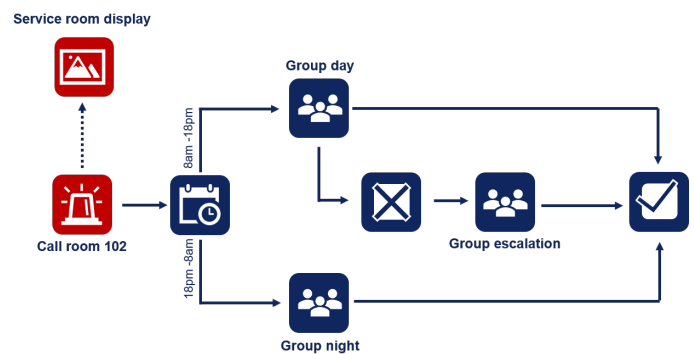 Service room display
Group day
8am -18pm
Call room 102
Group escalation
18pm -8am
Group night